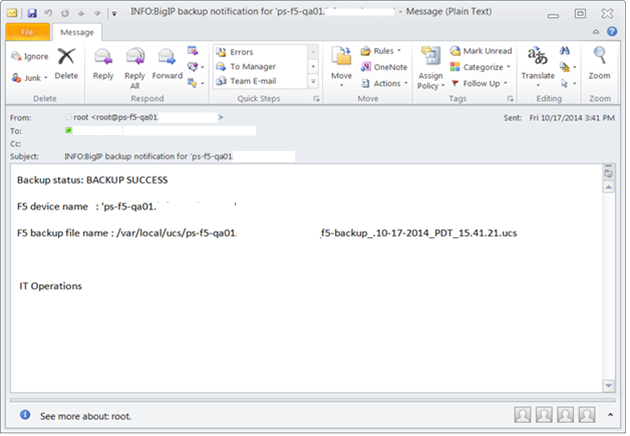 INFO:BigIP backup notification for 'ps-f5-qa01. - Message (Plain Text)
File Message
Ignore
Junk
Delete
Reply
Reply All
Forward
Errors
To Manager
Team E-mail
Move
Rules
OneNote
Actions
Assign Policy
Mark Unread
Categorize
Follow Up
Translate
Zoom
Delete Respond Quick Steps Move Tags Editing Zoom
From: root <root@ps-f5-qa01. > Sent: Fri 10/17/2014 3:41 PM
To:
Cc:
Subject: INFO:BigIP backup notification for 'ps-f5-qa01
Backup status: BACKUP SUCCESS
F5 device name : 'ps-f5-qa01. '
F5 backup file name : /var/local/ucs/ps-f5-qa01. f5-backup_.10-17-2014_PDT_15.41.21.ucs
IT Operations
See more about: root.